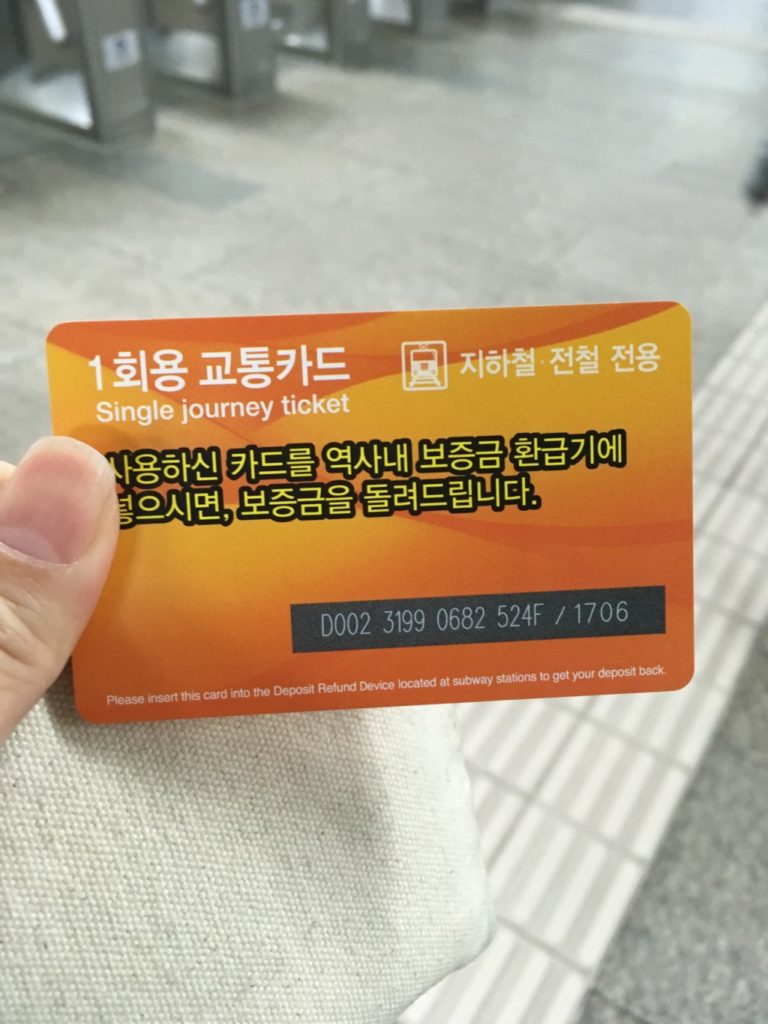 1회용 교통카드
Single journey ticket
지하철·전철 전용
사용하신 카드를 역사내 보증금 환급기에
넣으시면, 보증금을 돌려드립니다.
D002 3199 0682 524F / 1706
Please insert this card into the Deposit Refund Device located at subway stations to get your deposit back.